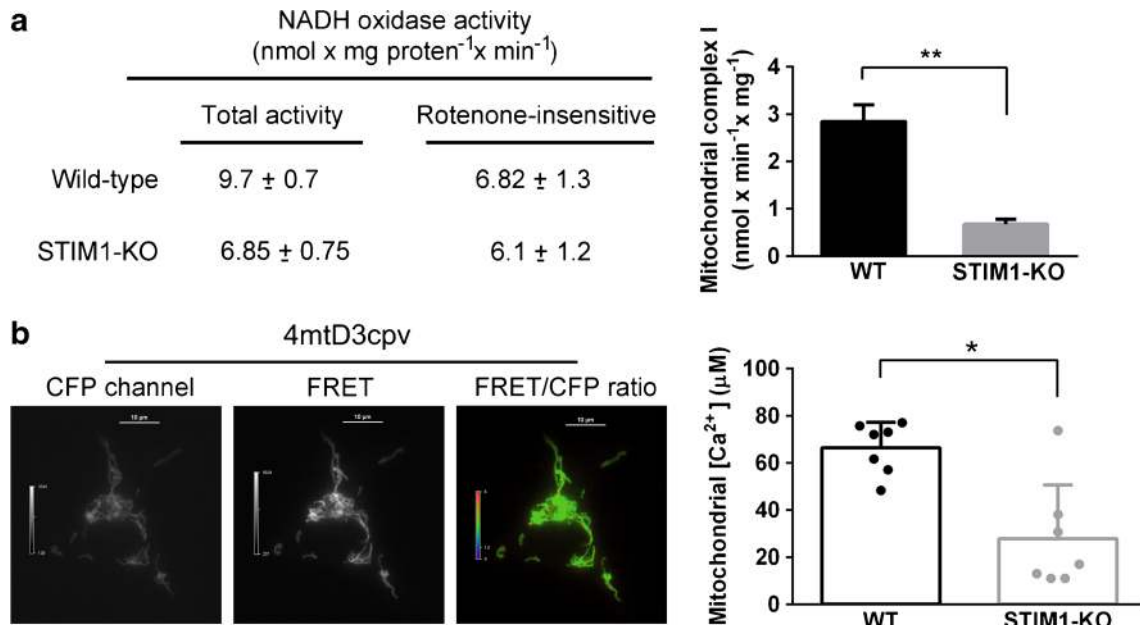 a
NADH oxidase activity
(nmol x mg proten⁻¹x min⁻¹)
Total activity Rotenone-insensitive
Wild-type 9.7 ± 0.7 6.82 ± 1.3
STIM1-KO 6.85 ± 0.75 6.1 ± 1.2
Mitochondrial complex I
(nmol x min⁻¹x mg⁻¹)
4
3
2
1
0
**
WT STIM1-KO
b
4mtD3cpv
CFP channel FRET FRET/CFP ratio
10 μm 10 μm 10 μm
Mitochondrial [Ca²⁺] (μM)
100
80
60
40
20
0
*
WT STIM1-KO